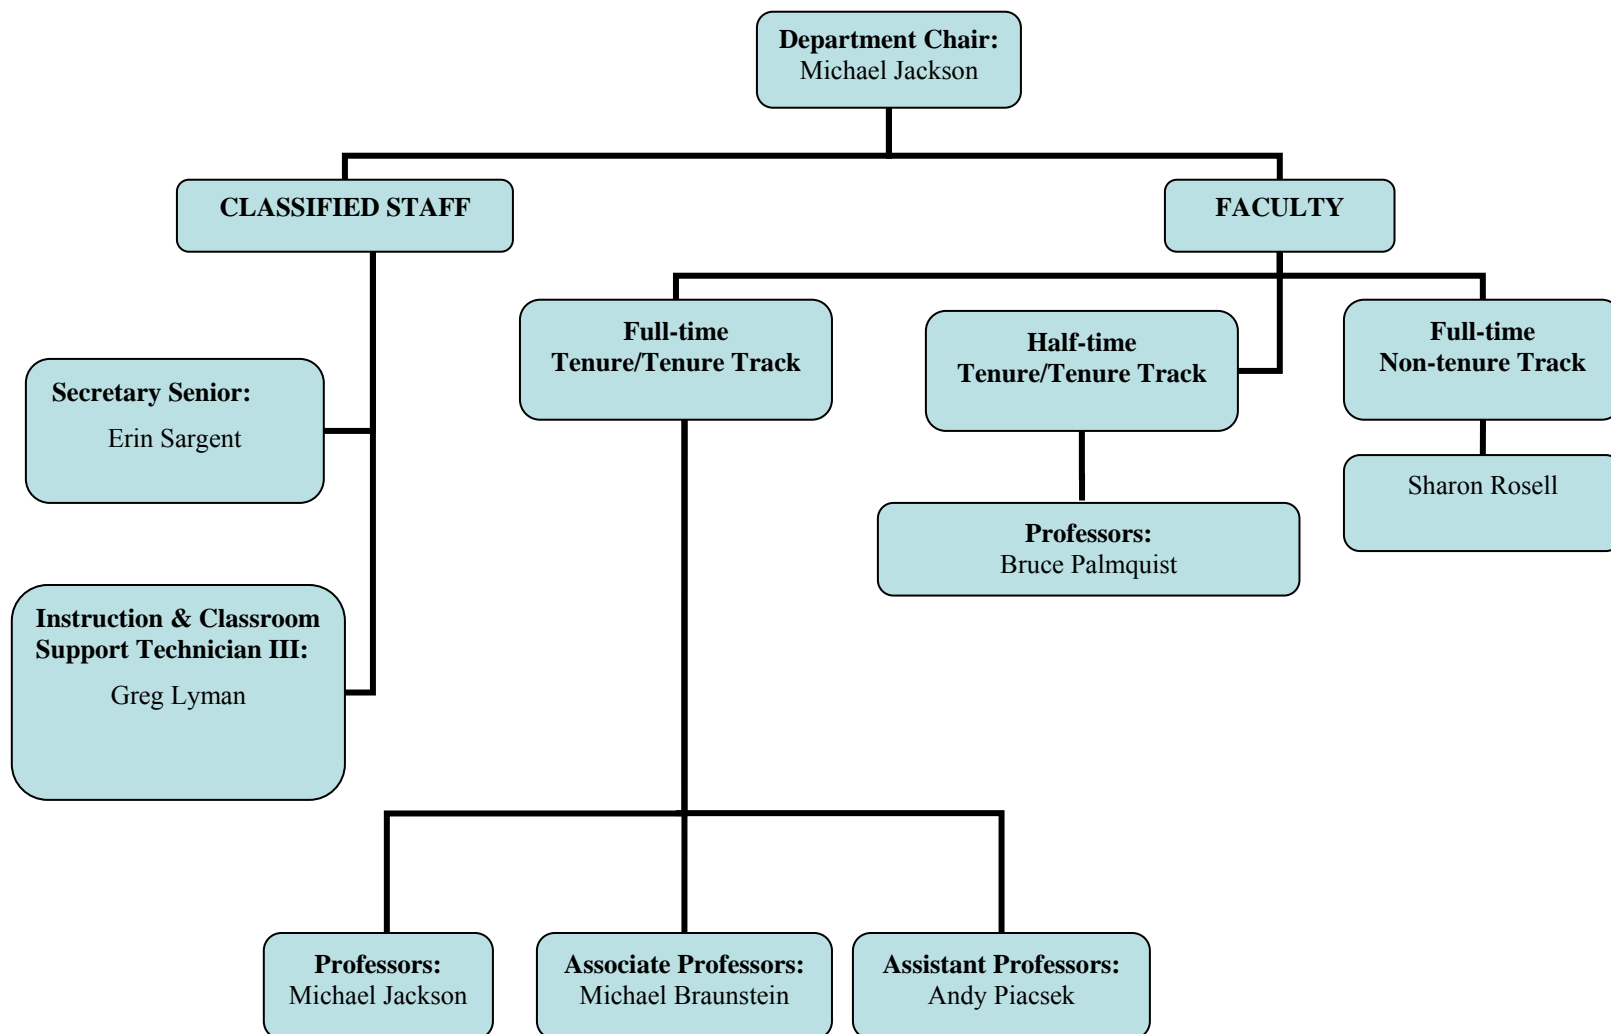 Department Chair:
Michael Jackson
CLASSIFIED STAFF
FACULTY
Full-time
Tenure/Tenure Track
Half-time
Tenure/Tenure Track
Full-time
Non-tenure Track
Secretary Senior:
Erin Sargent
Sharon Rosell
Professors:
Bruce Palmquist
Instruction & Classroom
Support Technician III:
Greg Lyman
Professors:
Michael Jackson
Associate Professors:
Michael Braunstein
Assistant Professors:
Andy Piacsek